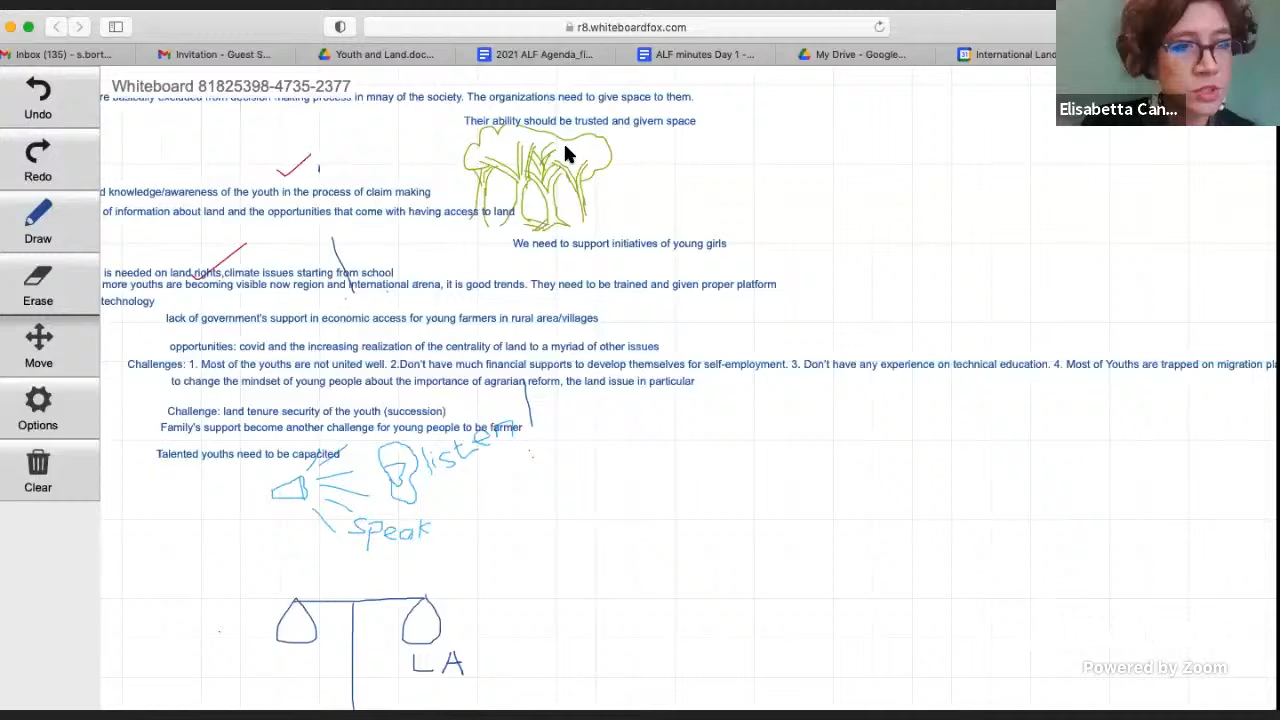 r8.whiteboardfox.com
Inbox (135) - s.bort...
Invitation - Guest S...
Youth and Land.doc...
2021 ALF Agenda_fi...
ALF minutes Day 1 -...
My Drive - Google...
International Land
Elisabetta Can...
Whiteboard 81825398-4735-2377
Undo
Redo
Draw
Erase
Move
Options
Clear
re basically excluded from decision making process in mnay of the society. The organizations need to give space to them.
Their ability should be trusted and givem space
d knowledge/awareness of the youth in the process of claim making
of information about land and the opportunities that come with having access to land
We need to support initiatives of young girls
is needed on land rights,climate issues starting from school
more youths are becoming visible now region and international arena, it is good trends. They need to be trained and given proper platform
technology
lack of government's support in economic access for young farmers in rural area/villages
opportunities: covid and the increasing realization of the centrality of land to a myriad of other issues
Challenges: 1. Most of the youths are not united well. 2.Don't have much financial supports to develop themselves for self-employment. 3. Don't have any experience on technical education. 4. Most of Youths are trapped on migration pl
to change the mindset of young people about the importance of agrarian reform, the land issue in particular
Challenge: land tenure security of the youth (succession)
Family's support become another challenge for young people to be farmer
Talented youths need to be capacited
listen
speak
L A
Powered by Zoom